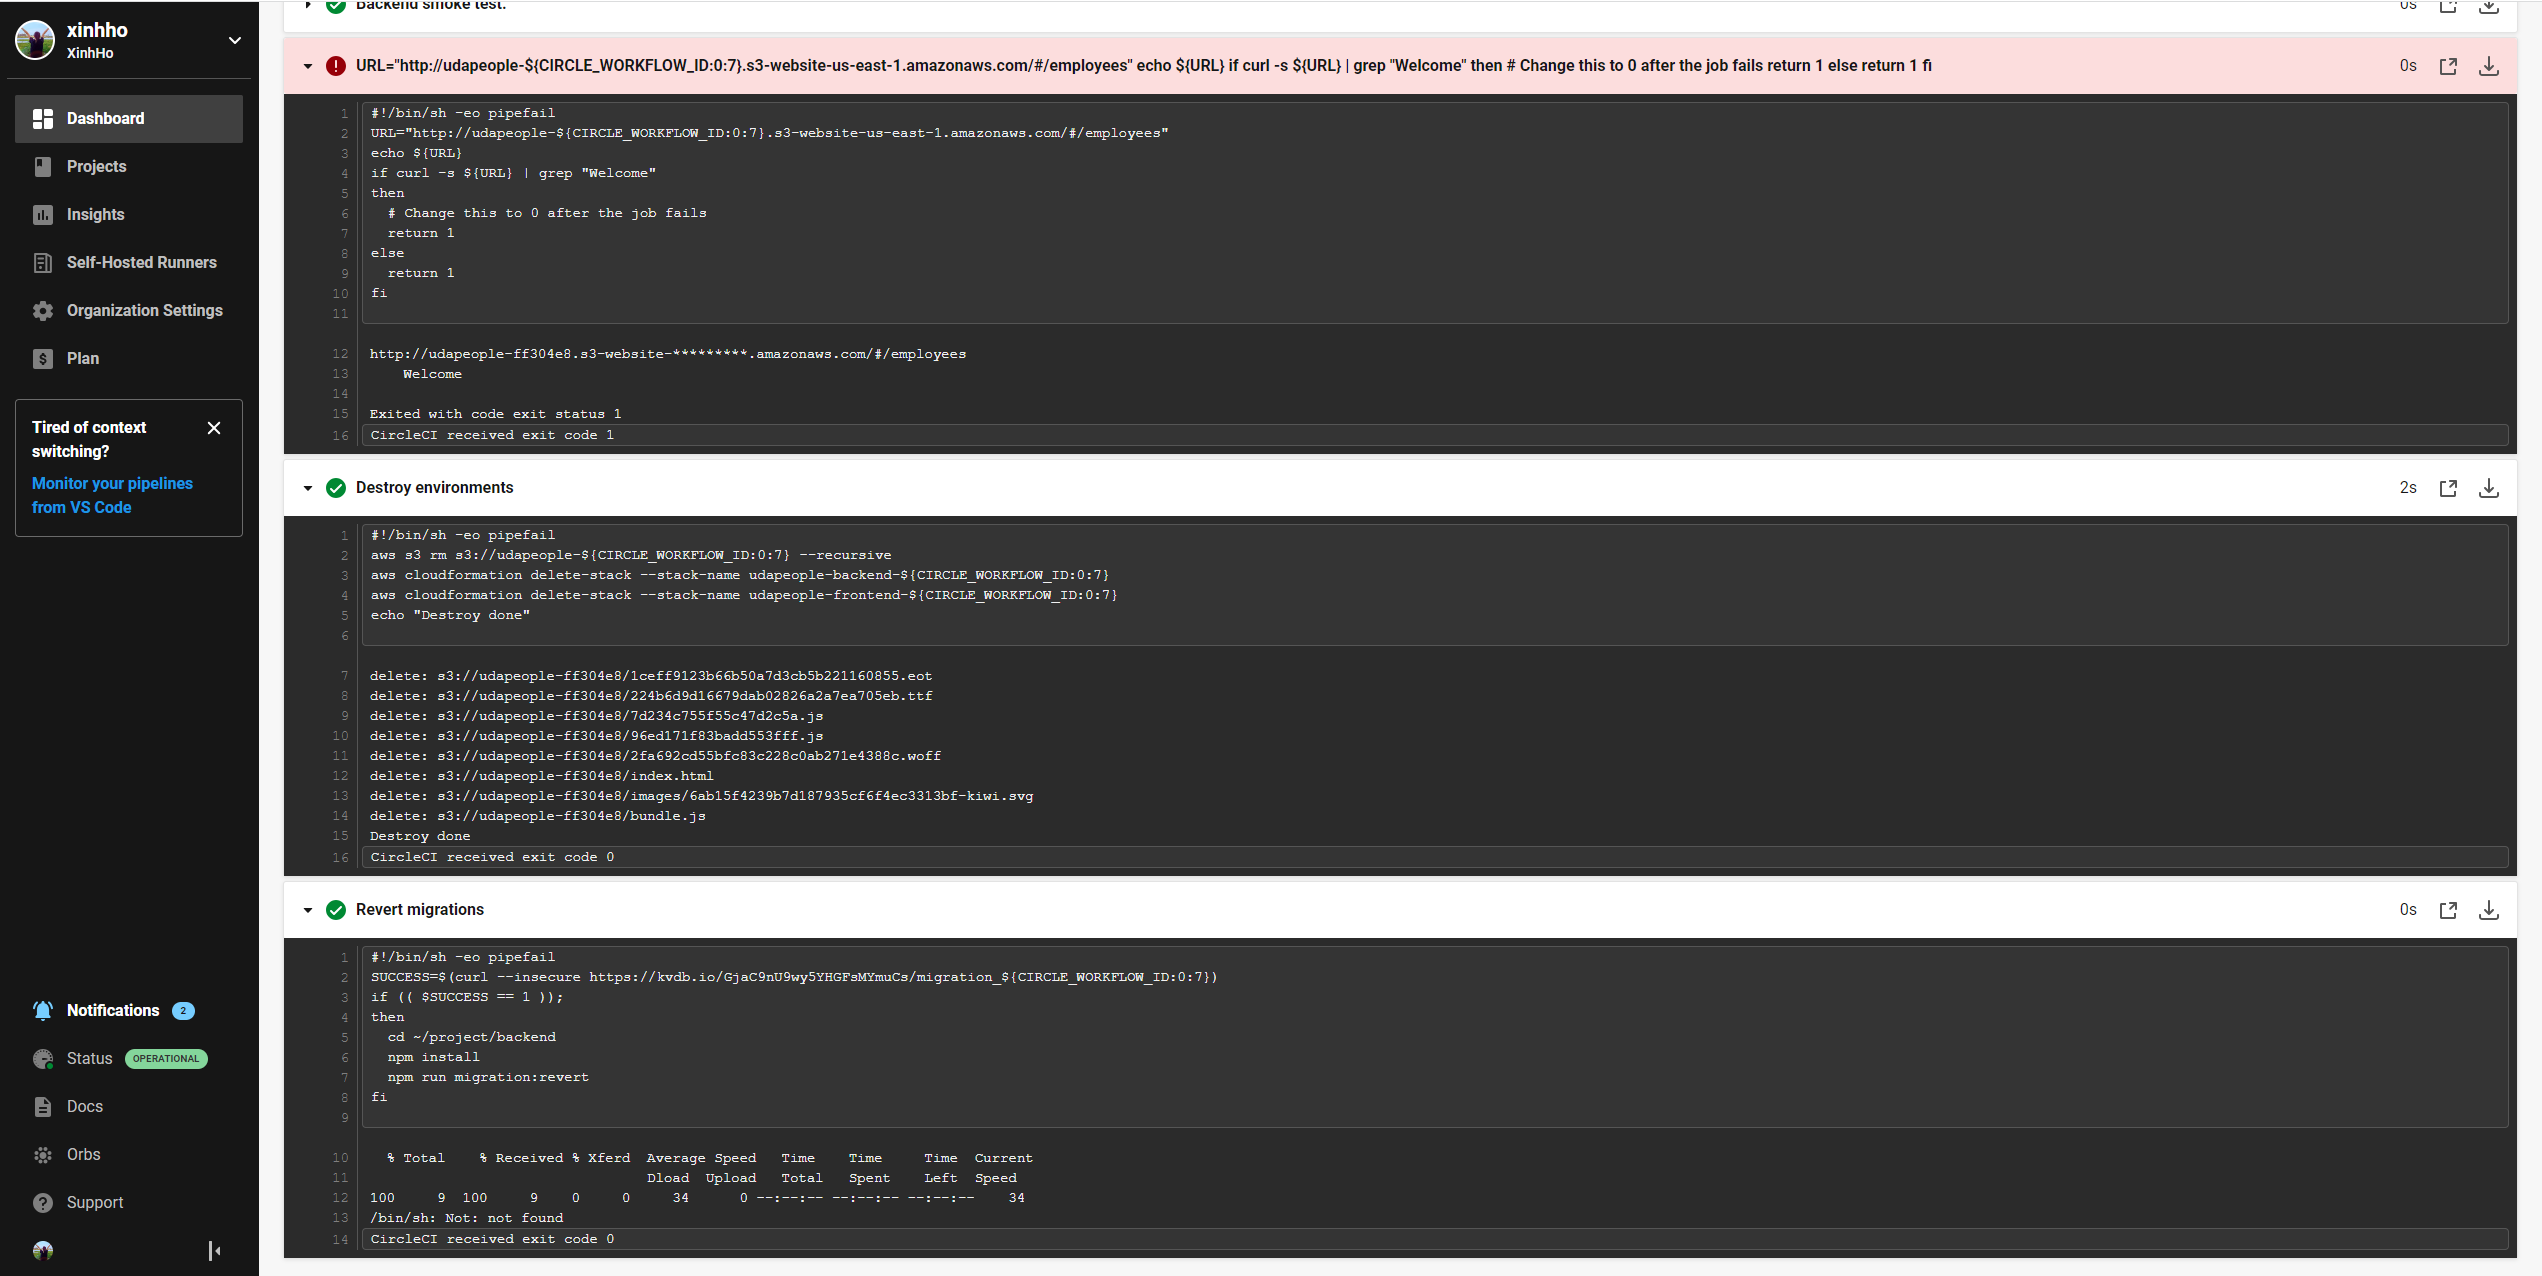 xinhho
XinhHo
Dashboard
Projects
Insights
Self-Hosted Runners
Organization Settings
Plan
Tired of context
switching?
Monitor your pipelines
from VS Code
Notifications 2
Status OPERATIONAL
Docs
Orbs
Support
Backend smoke test. 0s
URL="http://udapeople-${CIRCLE_WORKFLOW_ID:0:7}.s3-website-us-east-1.amazonaws.com/#/employees" echo ${URL} if curl -s ${URL} | grep "Welcome" then # Change this to 0 after the job fails return 1 else return 1 fi 0s
1 #!/bin/sh -eo pipefail
2 URL="http://udapeople-${CIRCLE_WORKFLOW_ID:0:7}.s3-website-us-east-1.amazonaws.com/#/employees"
3 echo ${URL}
4 if curl -s ${URL} | grep "Welcome"
5 then
6 # Change this to 0 after the job fails
7 return 1
8 else
9 return 1
10 fi
11
12 http://udapeople-ff304e8.s3-website-*********.amazonaws.com/#/employees
13 Welcome
14
15 Exited with code exit status 1
16 CircleCI received exit code 1
Destroy environments 2s
1 #!/bin/sh -eo pipefail
2 aws s3 rm s3://udapeople-${CIRCLE_WORKFLOW_ID:0:7} --recursive
3 aws cloudformation delete-stack --stack-name udapeople-backend-${CIRCLE_WORKFLOW_ID:0:7}
4 aws cloudformation delete-stack --stack-name udapeople-frontend-${CIRCLE_WORKFLOW_ID:0:7}
5 echo "Destroy done"
6
7 delete: s3://udapeople-ff304e8/1ceff9123b66b50a7d3cb5b221160855.eot
8 delete: s3://udapeople-ff304e8/224b6d9d16679dab02826a2a7ea705eb.ttf
9 delete: s3://udapeople-ff304e8/7d234c755f55c47d2c5a.js
10 delete: s3://udapeople-ff304e8/96ed171f83badd553fff.js
11 delete: s3://udapeople-ff304e8/2fa692cd55bfc83c228c0ab271e4388c.woff
12 delete: s3://udapeople-ff304e8/index.html
13 delete: s3://udapeople-ff304e8/images/6ab15f4239b7d187935cf6f4ec3313bf-kiwi.svg
14 delete: s3://udapeople-ff304e8/bundle.js
15 Destroy done
16 CircleCI received exit code 0
Revert migrations 0s
1 #!/bin/sh -eo pipefail
2 SUCCESS=$(curl --insecure https://kvdb.io/GjaC9nU9wy5YHGFsMYmuCs/migration_${CIRCLE_WORKFLOW_ID:0:7})
3 if (( $SUCCESS == 1 ));
4 then
5 cd ~/project/backend
6 npm install
7 npm run migration:revert
8 fi
9
10 % Total % Received % Xferd Average Speed Time Time Time Current
11 Dload Upload Total Spent Left Speed
12 100 9 100 9 0 0 34 0 --:--:-- --:--:-- --:--:-- 34
13 /bin/sh: Not: not found
14 CircleCI received exit code 0